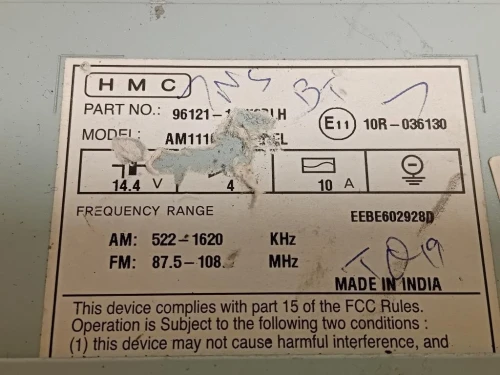 HMC
NS BT
PART NO.:
MODEL:
E11 10R-036130
14.4 V 4 10 A
FREQUENCY RANGE EEBE602928D
AM: 522-1620 KHz
FM: 87.5-108. MHz
MADE IN INDIA
This device complies with part 15 of the FCC Rules.
Operation is Subject to the following two conditions :
(1) this device may not cause harmful interference, and